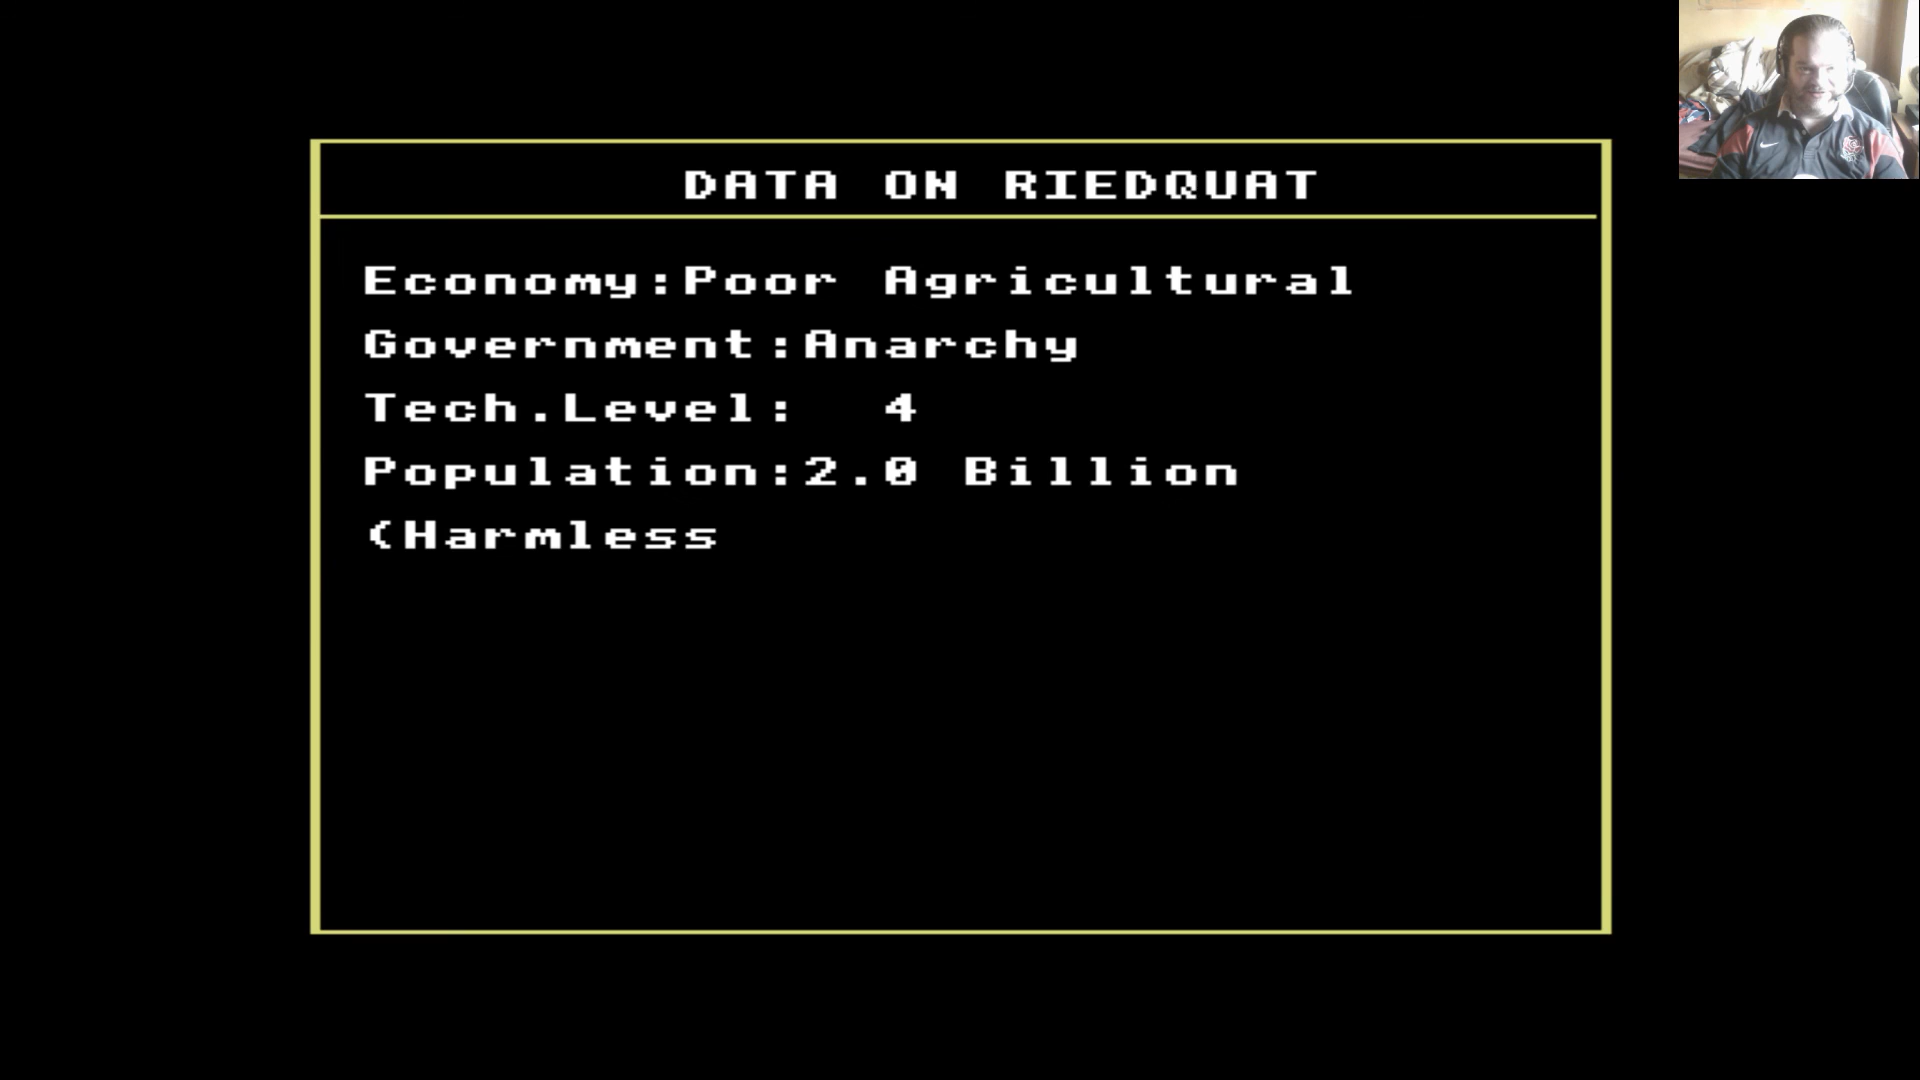 DATA ON RIEDQUAT
Economy:Poor Agricultural
Government:Anarchy
Tech.Level:  4
Population:2.0 Billion
(Harmless